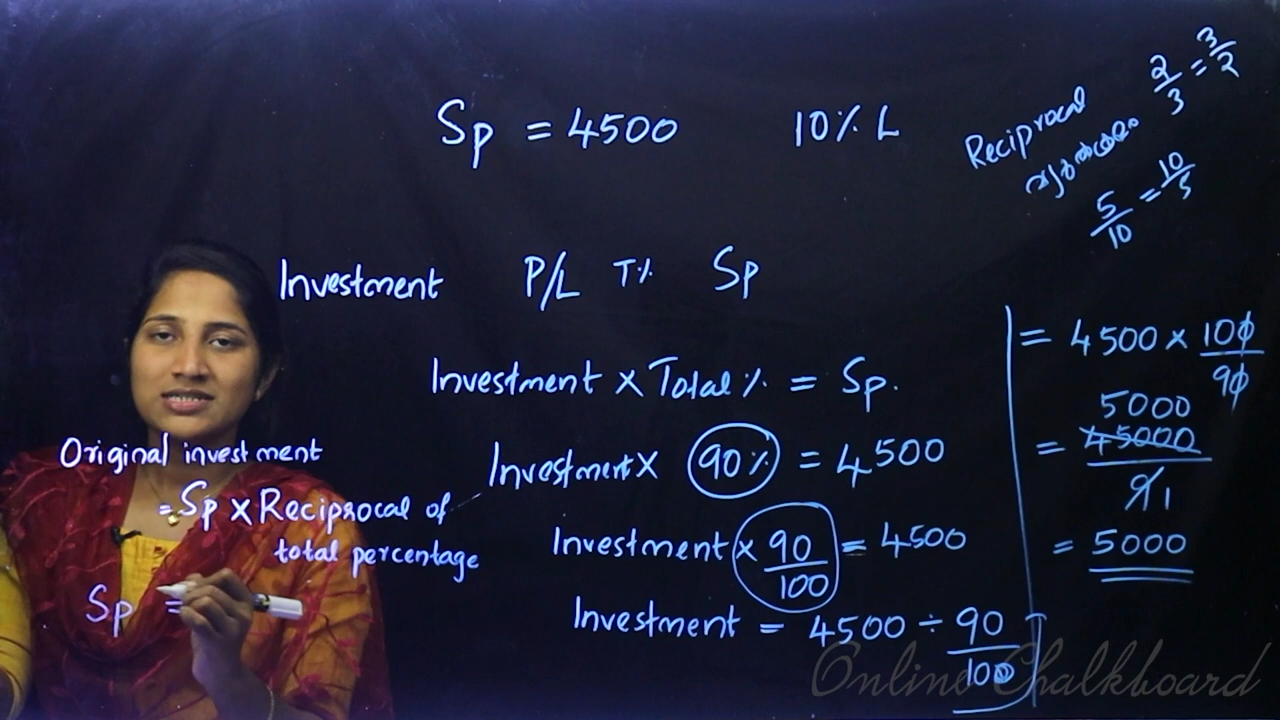 Sp = 4500 10% L
Reciprocal
2/3 = 3/2
5/10 = 10/5
Investment P/L T% Sp
Investment × Total % = Sp.
Investment × 90% = 4500
Investment × 90/100 = 4500
Investment = 4500 ÷ 90/100
= 4500 × 100/90
5000
= 45000/9 1
= 5000
Original investment
= Sp × Reciprocal of
total percentage
Sp =
Online Chalkboard